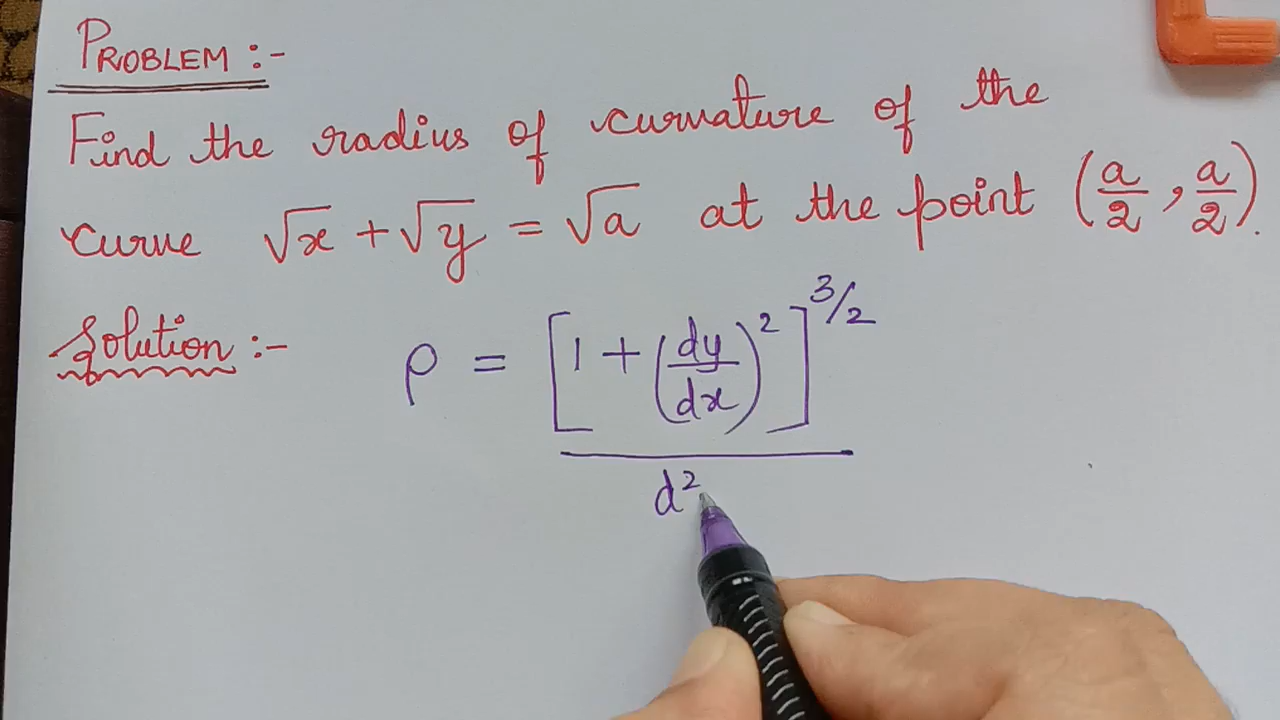 PROBLEM :-
Find the radius of curvature of the
curve √x + √y = √a at the point (a/2, a/2).
Solution :- ρ = [1 + (dy/dx)²]^3/2
d²